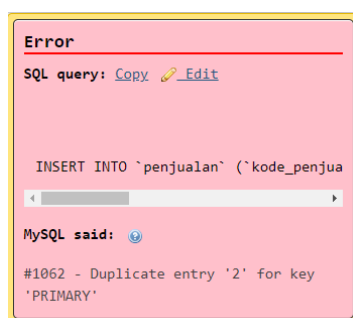 Error
SQL query: Copy Edit
INSERT INTO `penjualan` (`kode_penjua
MySQL said:
#1062 - Duplicate entry '2' for key
'PRIMARY'